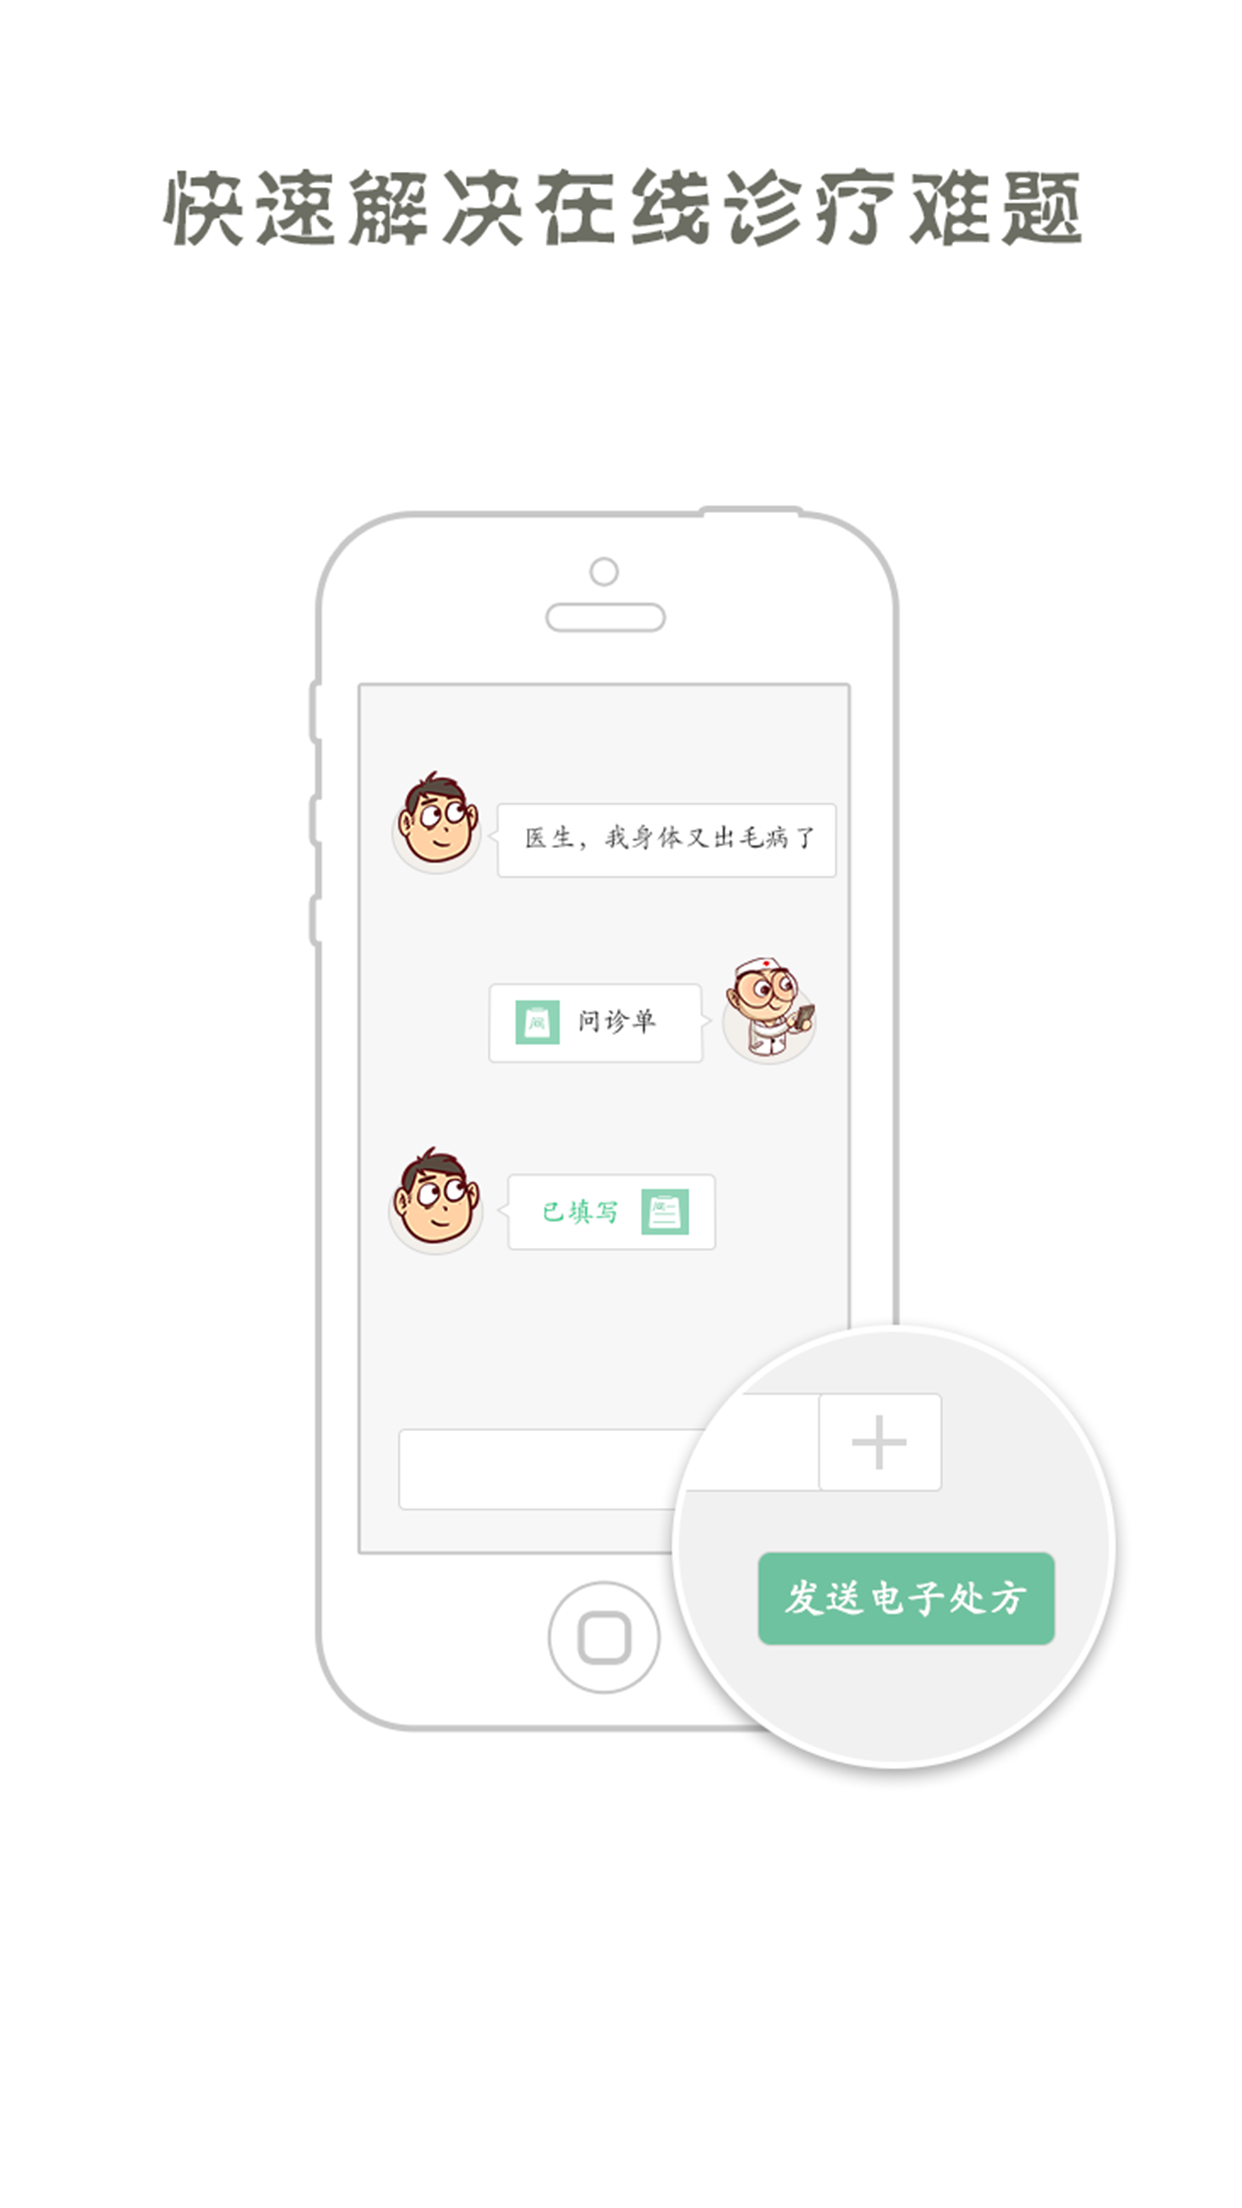 快速解决在线诊疗难题
医生，我身体又出毛病了
问诊单
已填写
发送电子处方